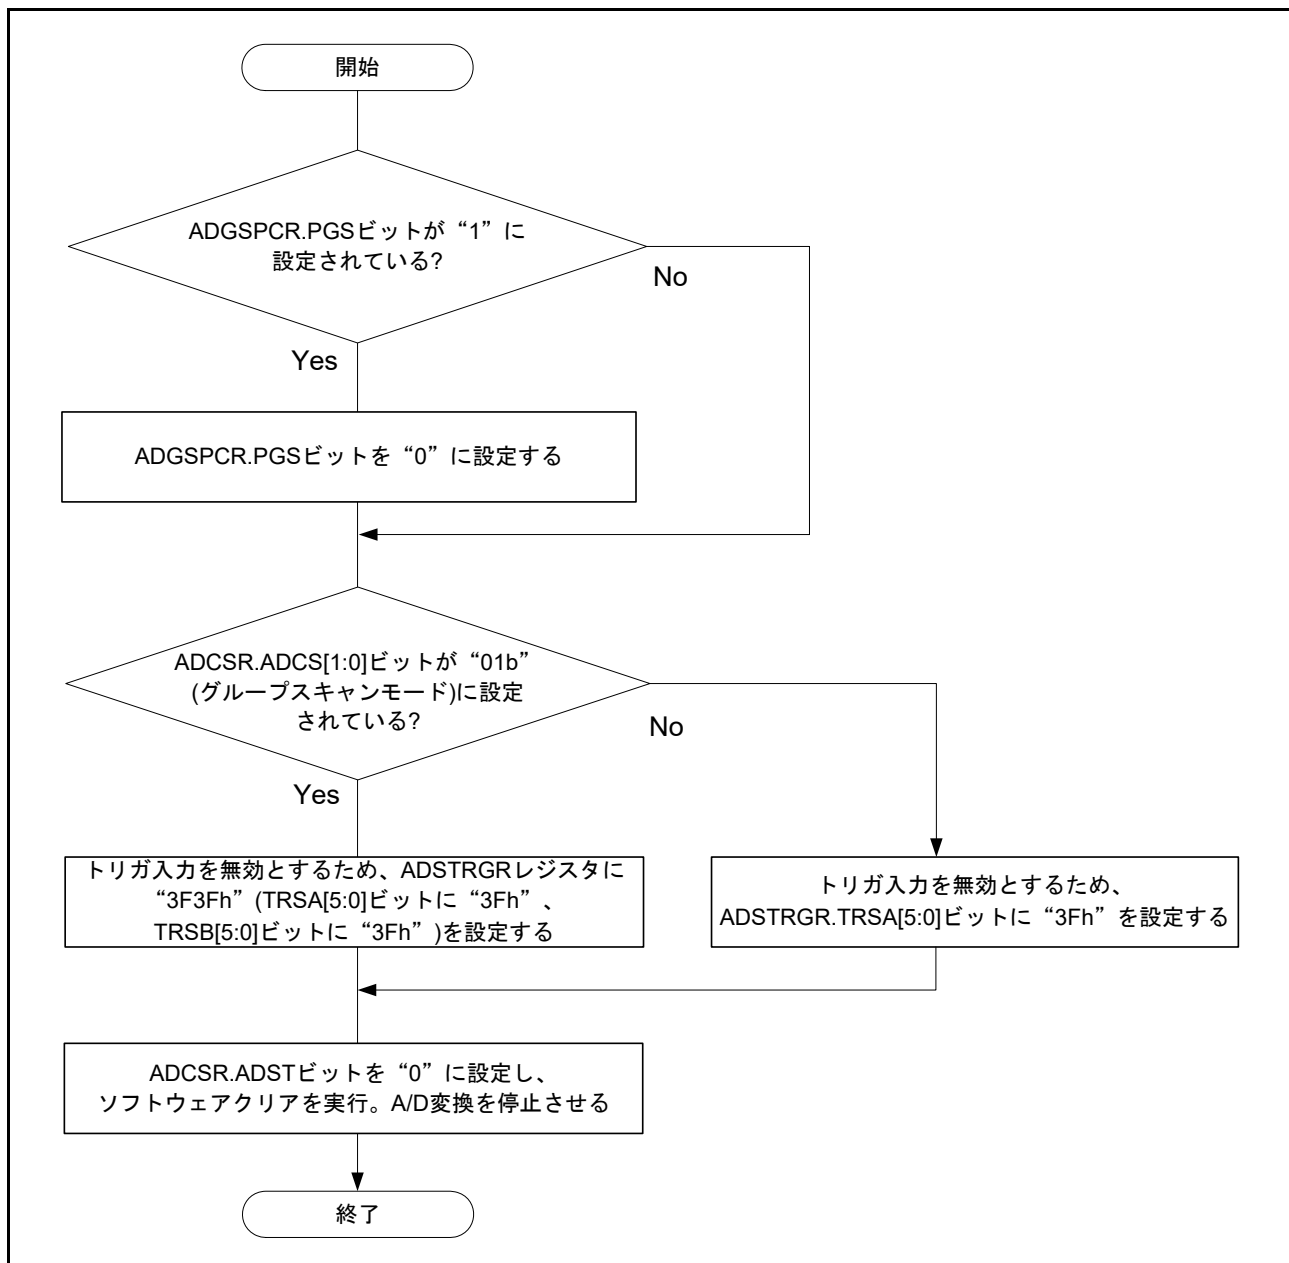 開始
ADGSPCR.PGSビットが“1”に
設定されている?
No
Yes
ADGSPCR.PGSビットを“0”に設定する
ADCSR.ADCS[1:0]ビットが“01b”
(グループスキャンモード)に設定
されている?
No
Yes
トリガ入力を無効とするため、ADSTRGRレジスタに
“3F3Fh”(TRSA[5:0]ビットに“3Fh”、
TRSB[5:0]ビットに“3Fh”)を設定する
トリガ入力を無効とするため、
ADSTRGR.TRSA[5:0]ビットに“3Fh”を設定する
ADCSR.ADSTビットを“0”に設定し、
ソフトウェアクリアを実行。A/D変換を停止させる
終了